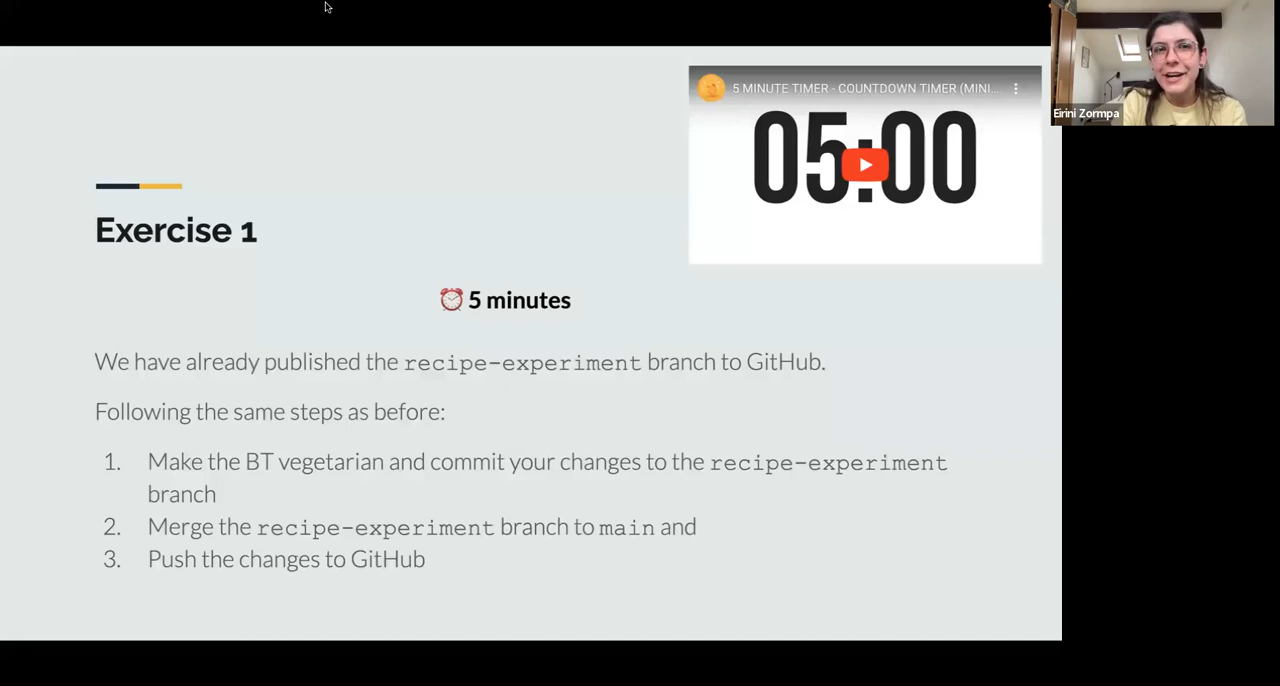 5 MINUTE TIMER - COUNTDOWN TIMER (MINI...
05:00
Eirini Zormpa
Exercise 1
⏰ 5 minutes
We have already published the recipe-experiment branch to GitHub.
Following the same steps as before:
1. Make the BT vegetarian and commit your changes to the recipe-experiment
branch
2. Merge the recipe-experiment branch to main and
3. Push the changes to GitHub